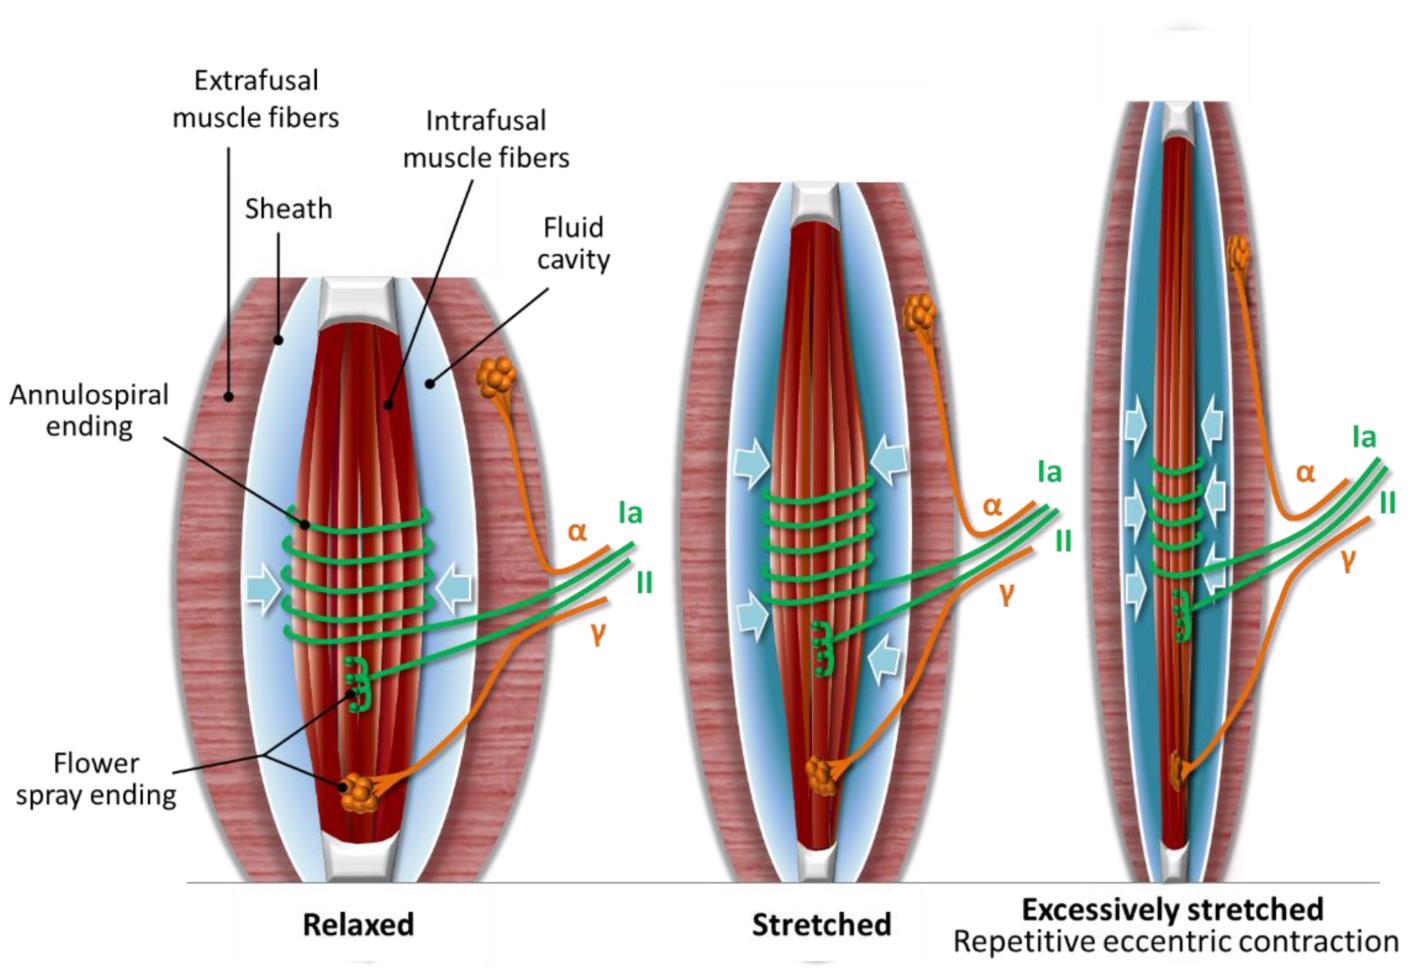 Extrafusal
muscle fibers
Intrafusal
muscle fibers
Sheath
Fluid
cavity
Annulospiral
ending
Flower
spray ending
α
Ia
II
γ
α
Ia
II
γ
α
Ia
II
γ
Relaxed
Stretched
Excessively stretched
Repetitive eccentric contraction